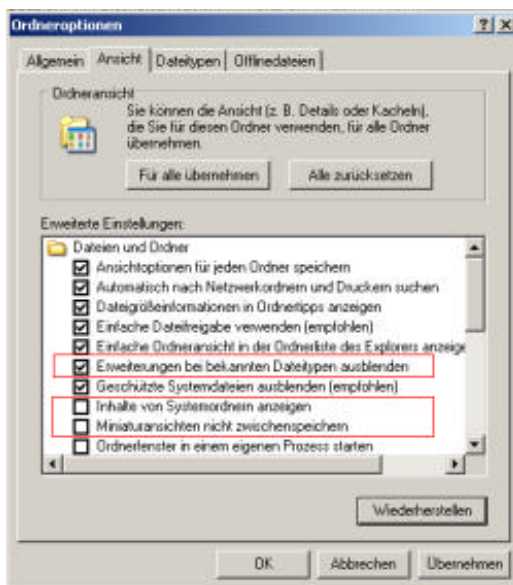 Ordneroptionen
Allgemein Ansicht Dateitypen Offlinedateien
Ordneransicht
Sie können die Ansicht (z. B. Details oder Kacheln),
die Sie für diesen Ordner verwenden, für alle Ordner
übernehmen.
Für alle übernehmen Alle zurücksetzen
Erweiterte Einstellungen:
Dateien und Ordner
Ansichtoptionen für jeden Ordner speichern
Automatisch nach Netzwerkordnern und Druckern suchen
Dateigrößeinformationen in Ordnertipps anzeigen
Einfache Dateifreigabe verwenden (empfohlen)
Einfache Ordneransicht in der Ordnerliste des Explorers anzeige
Erweiterungen bei bekannten Dateitypen ausblenden
Geschützte Systemdateien ausblenden (empfohlen)
Inhalte von Systemordnern anzeigen
Miniaturansichten nicht zwischenspeichern
Ordnerfenster in einem eigenen Prozess starten
Wiederherstellen
OK Abbrechen Übernehmen